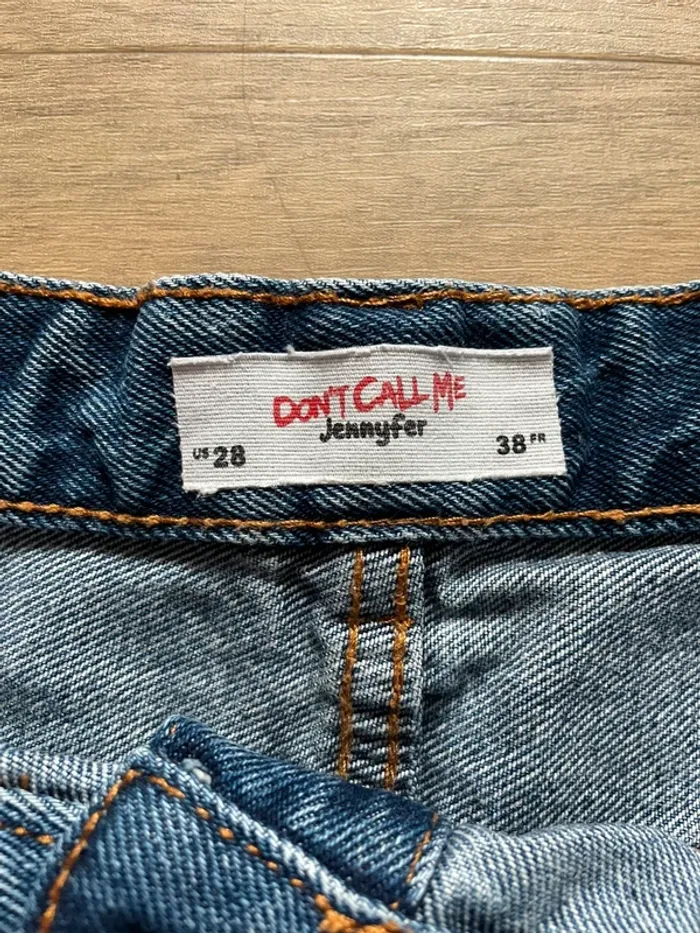 DON'T CALL ME
Jennyfer
US 28
38 FR